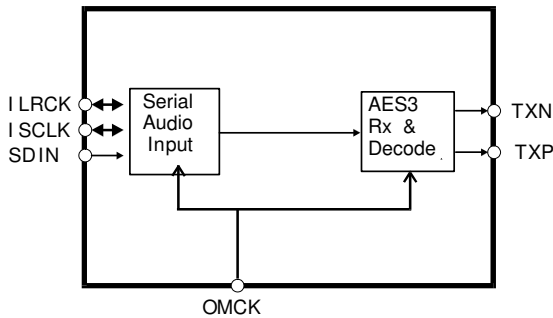 ILRCK
ISCLK
SDIN
Serial
Audio
Input
AES3
Rx &
Decode
TXN
TXP
OMCK